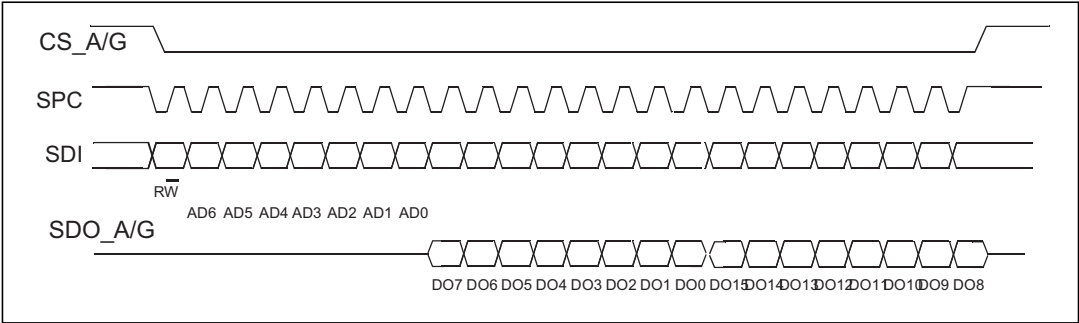 CS_A/G
SPC
SDI
RW
AD6 AD5 AD4 AD3 AD2 AD1 AD0
SDO_A/G
DO7 DO6 DO5 DO4 DO3 DO2 DO1 DO0 DO15 DO14 DO13 DO12 DO11 DO10 DO9 DO8